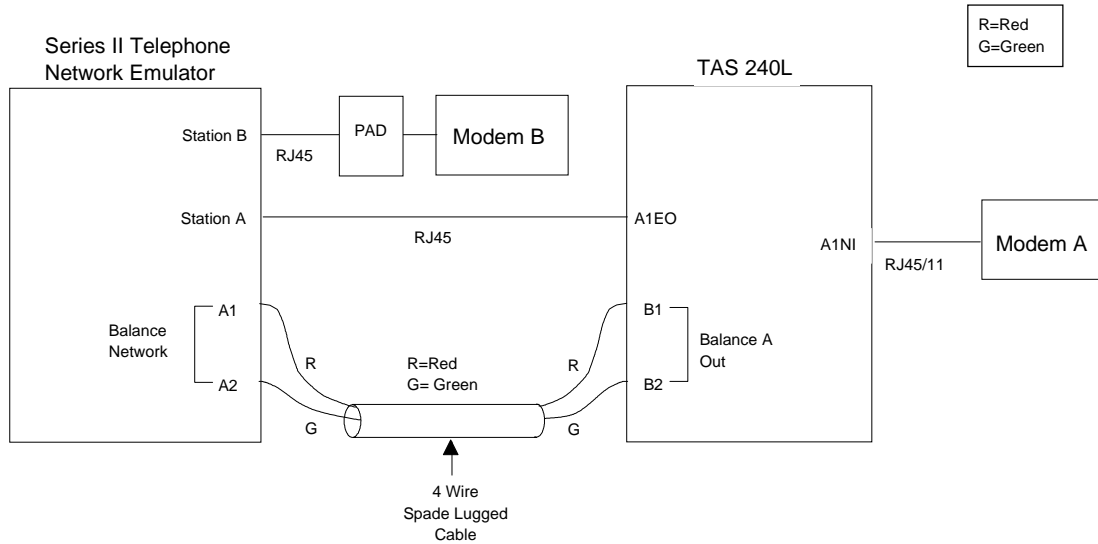 R=Red
G=Green
Series II Telephone
Network Emulator
TAS 240L
Station B
RJ45
PAD
Modem B
Station A
RJ45
A1EO
A1NI
RJ45/11
Modem A
A1
Balance
Network
A2
R
G
R=Red
G= Green
R
G
B1
Balance A
Out
B2
4 Wire
Spade Lugged
Cable